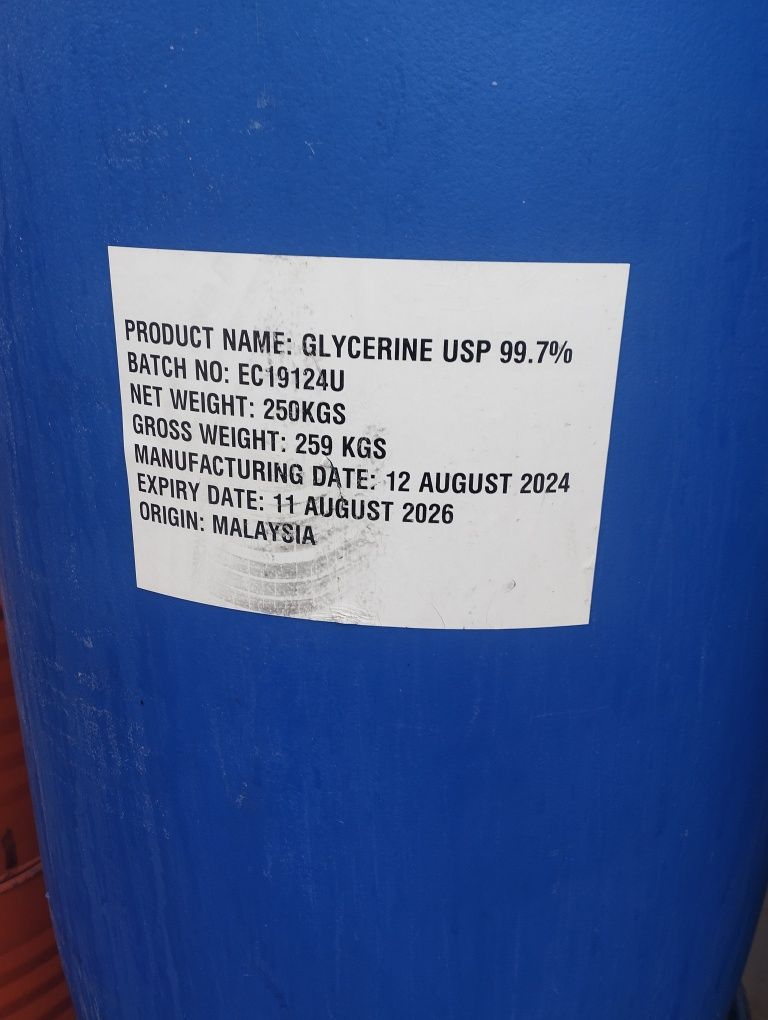 PRODUCT NAME: GLYCERINE USP 99.7%
BATCH NO: EC19124U
NET WEIGHT: 250KGS
GROSS WEIGHT: 259 KGS
MANUFACTURING DATE: 12 AUGUST 2024
EXPIRY DATE: 11 AUGUST 2026
ORIGIN: MALAYSIA